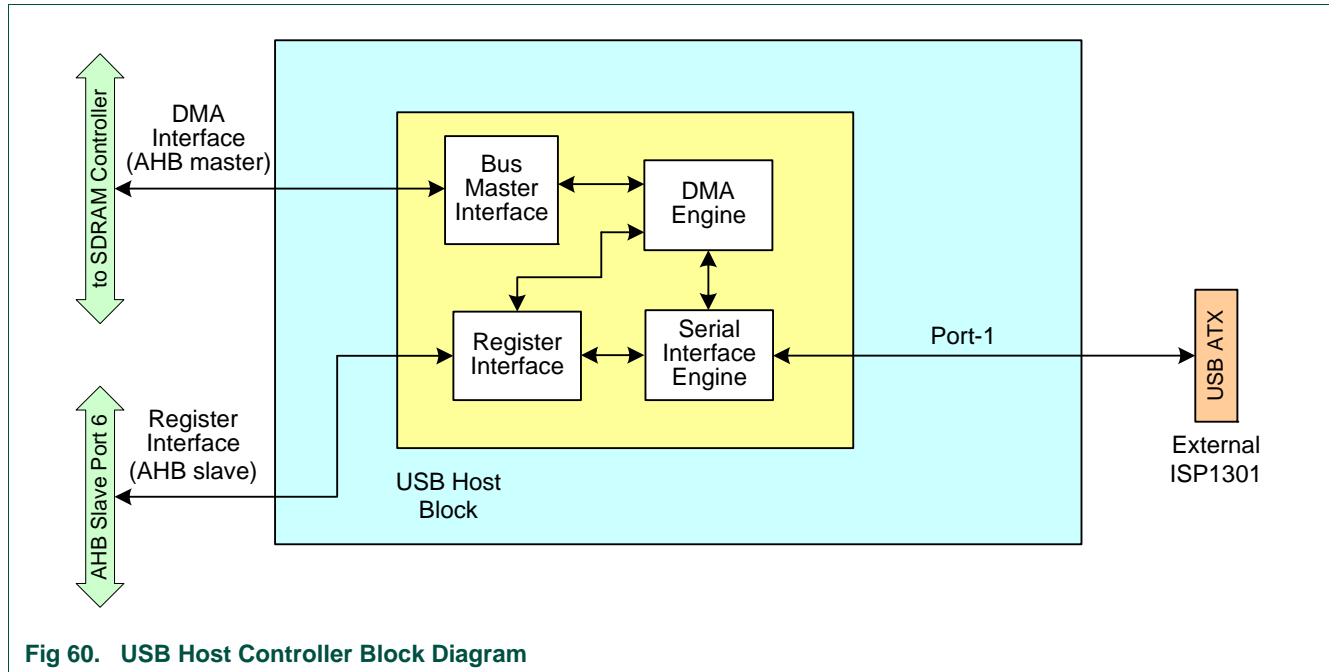 to SDRAM Controller
DMA
Interface
(AHB master)
Bus
Master
Interface
DMA
Engine
Register
Interface
Serial
Interface
Engine
Port-1
USB ATX
External
ISP1301
AHB Slave Port 6
Register
Interface
(AHB slave)
USB Host
Block
Fig 60. USB Host Controller Block Diagram